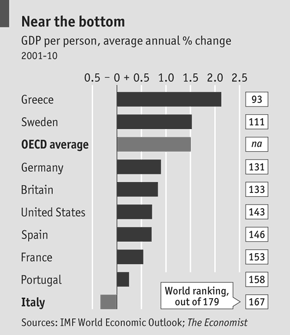 Near the bottom
GDP per person, average annual % change
2001-10
0.5 – 0 + 0.5 1.0 1.5 2.0 2.5
Greece 93
Sweden 111
OECD average na
Germany 131
Britain 133
United States 143
Spain 146
France 153
Portugal 158
World ranking,
out of 179
Italy 167
Sources: IMF World Economic Outlook; The Economist